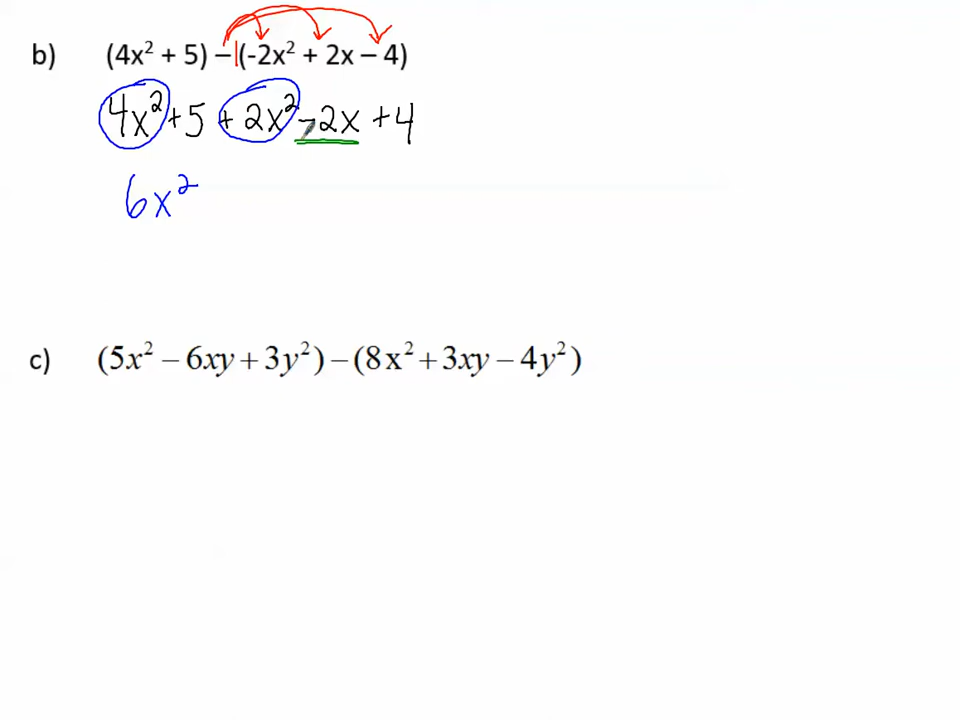 b) (4x² + 5) – 1(-2x² + 2x – 4)
4x² + 5 + 2x² - 2x + 4
6x²
c) (5x² − 6xy + 3y²) − (8x² + 3xy − 4y²)